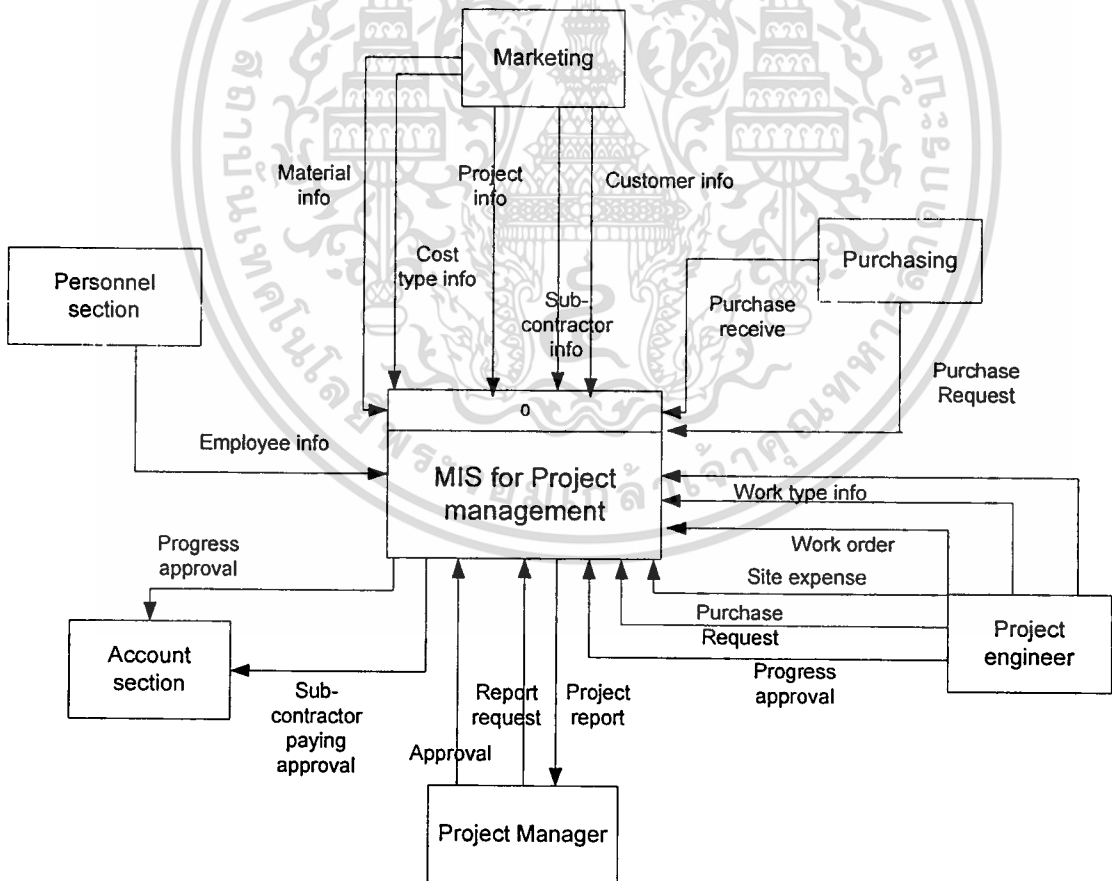 Marketing
Material
info
Project
info
Customer info
Cost
type info
Sub-
contractor
info
Personnel
section
Purchasing
Purchase
receive
Purchase
Request
Employee info
0
MIS for Project
management
Work type info
Work order
Site expense
Purchase
Request
Progress
approval
Project
engineer
Progress
approval
Account
section
Sub-
contractor
paying
approval
Approval
Report
request
Project
report
Project Manager